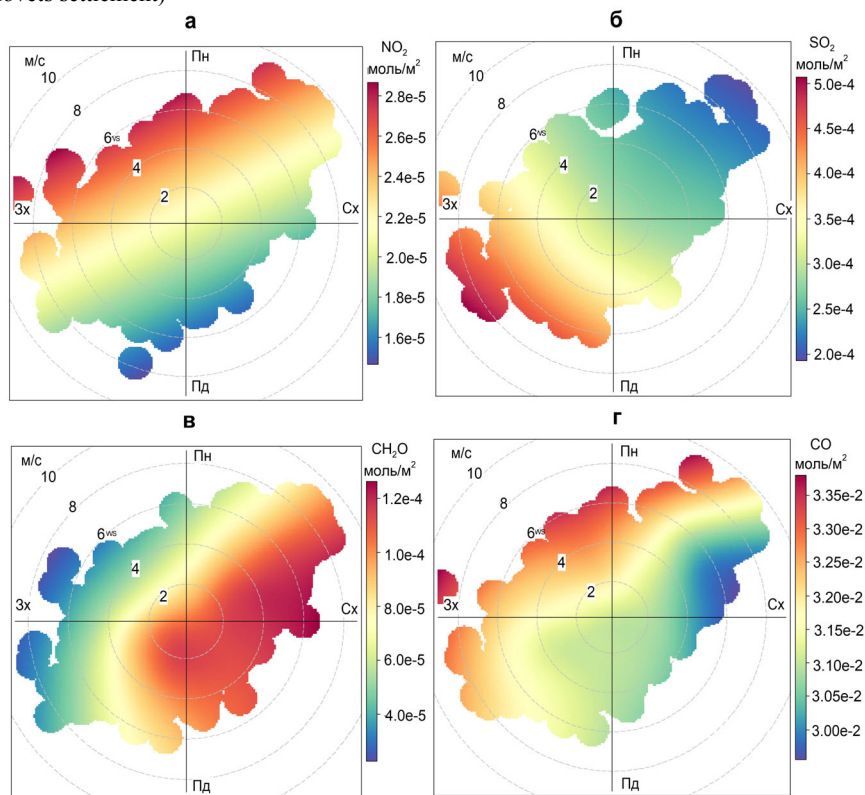 ovets settlement)
а
NO₂
моль/м²
м/с
10
8
6ws
4
2
Пн
Зх
Сх
Пд
2.8e-5
2.6e-5
2.4e-5
2.2e-5
2.0e-5
1.8e-5
1.6e-5
б
SO₂
моль/м²
м/с
10
8
6ws
4
2
Пн
Зх
Сх
Пд
5.0e-4
4.5e-4
4.0e-4
3.5e-4
3.0e-4
2.5e-4
2.0e-4
в
CH₂O
моль/м²
м/с
10
8
6ws
4
2
Пн
Зх
Сх
Пд
1.2e-4
1.0e-4
8.0e-5
6.0e-5
4.0e-5
г
CO
моль/м²
м/с
10
8
6ws
4
2
Пн
Зх
Сх
Пд
3.35e-2
3.30e-2
3.25e-2
3.20e-2
3.15e-2
3.10e-2
3.05e-2
3.00e-2